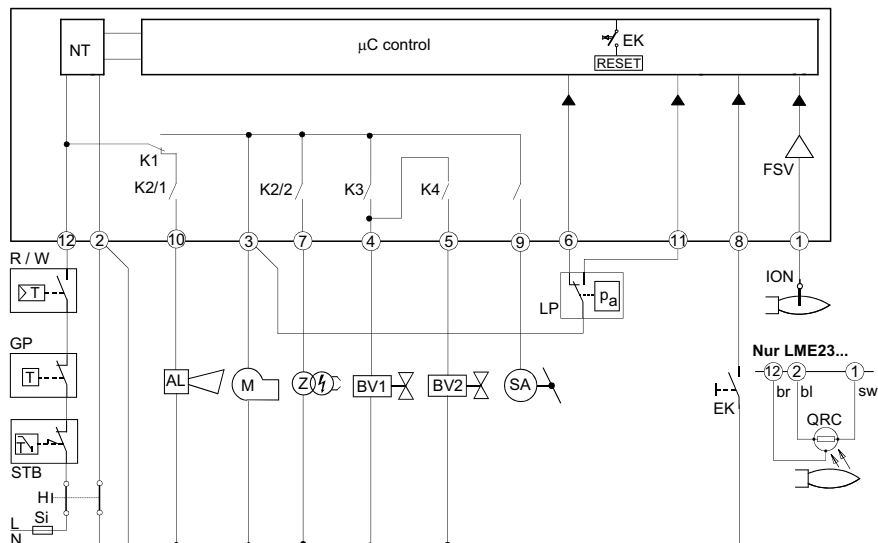 NT
µC control
EK
RESET
K1
K2/1
K2/2
K3
K4
FSV
12
2
10
3
7
4
5
9
6
11
8
1
R / W
T
LP
pa
ION
GP
T
AL
M
Z
BV1
BV2
SA
EK
Nur LME23...
12
2
1
br
bl
sw
QRC
T
STB
H
L
Si
N